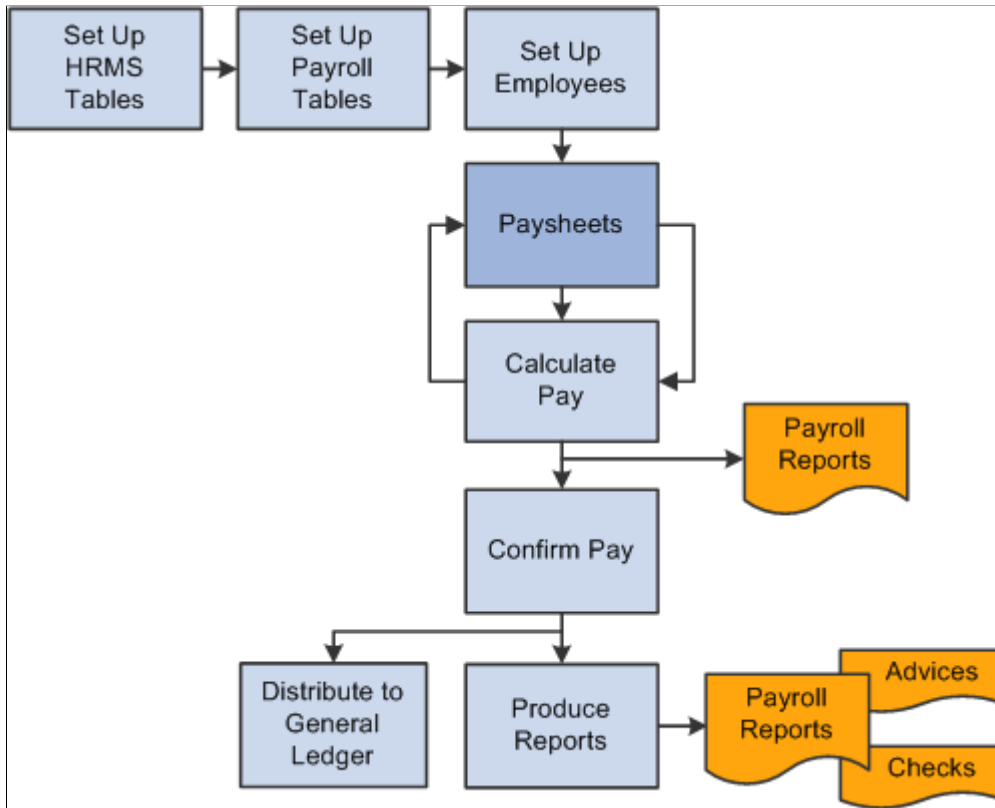 Set Up
HRMS
Tables
Set Up
Payroll
Tables
Set Up
Employees
Paysheets
Calculate
Pay
Payroll
Reports
Confirm Pay
Distribute to
General
Ledger
Produce
Reports
Payroll
Reports
Advices
Checks